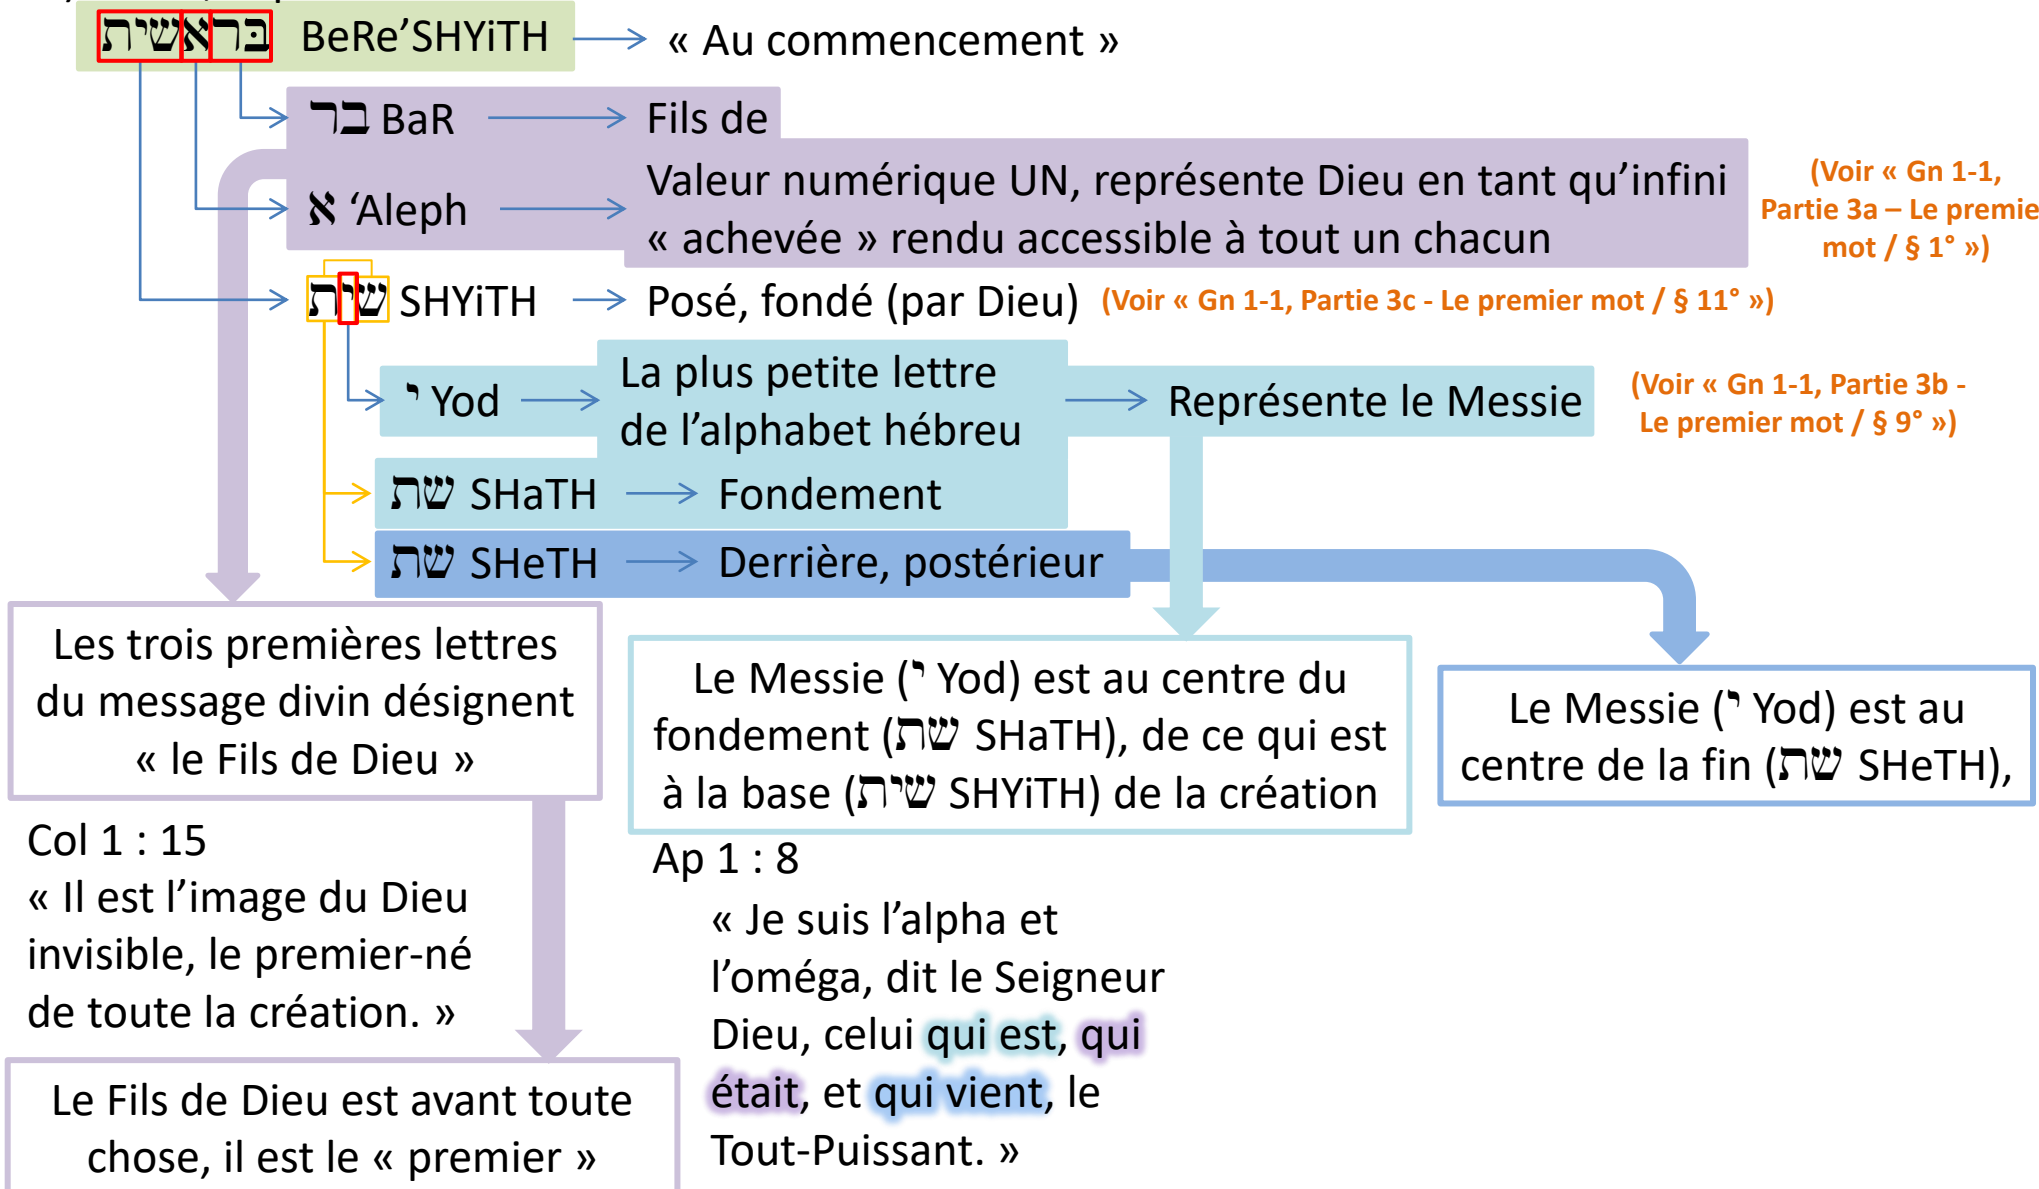 בּראשית BeRe’SHYiTH « Au commencement »
בר BaR Fils de
א ‘Aleph Valeur numérique UN, représente Dieu en tant qu’infini
« achevée » rendu accessible à tout un chacun
(Voir « Gn 1-1,
Partie 3a – Le premie
mot / § 1° »)
שית SHYiTH Posé, fondé (par Dieu) (Voir « Gn 1-1, Partie 3c - Le premier mot / § 11° »)
י Yod La plus petite lettre
de l’alphabet hébreu
Représente le Messie
(Voir « Gn 1-1, Partie 3b -
Le premier mot / § 9° »)
שת SHaTH Fondement
שת SHeTH Derrière, postérieur
Les trois premières lettres
du message divin désignent
« le Fils de Dieu »
Le Messie (י Yod) est au centre du
fondement (שת SHaTH), de ce qui est
à la base (שית SHYiTH) de la création
Le Messie (י Yod) est au
centre de la fin (שת SHeTH),
Col 1 : 15
« Il est l’image du Dieu
invisible, le premier-né
de toute la création. »
Ap 1 : 8
« Je suis l’alpha et
l’oméga, dit le Seigneur
Dieu, celui qui est, qui
était, et qui vient, le
Tout-Puissant. »
Le Fils de Dieu est avant toute
chose, il est le « premier »